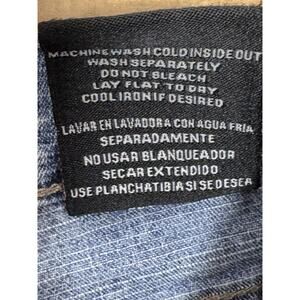 MACHINE WASH COLD INSIDE OUT
WASH SEPARATELY
DO NOT BLEACH
LAY FLAT TO DRY
COOL IRON IF DESIRED
LAVAR EN LAVADORA CON AGUA FRÍA
SEPARADAMENTE
NO USAR BLANQUEADOR
SECAR EXTENDIDO
USE PLANCHA TIBIA SI SE DESEA